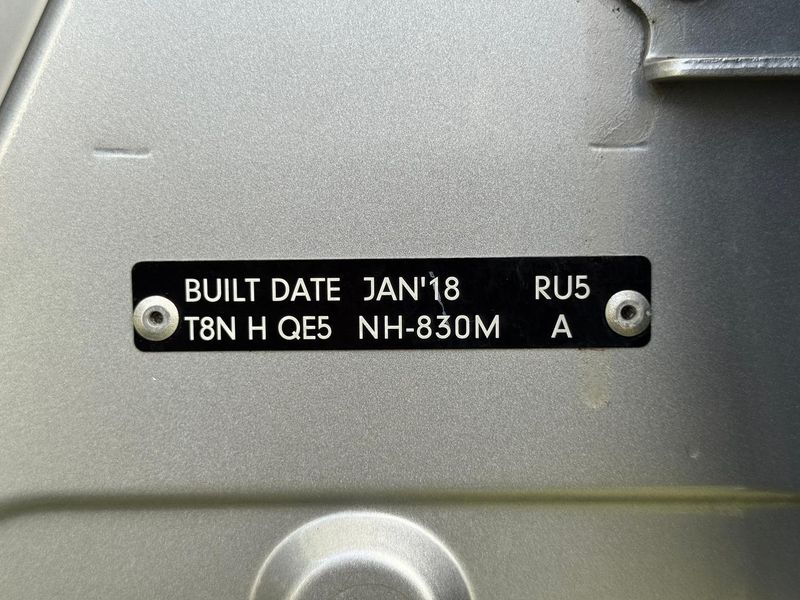 BUILT DATE JAN'18 RU5
T8N H QE5 NH-830M A